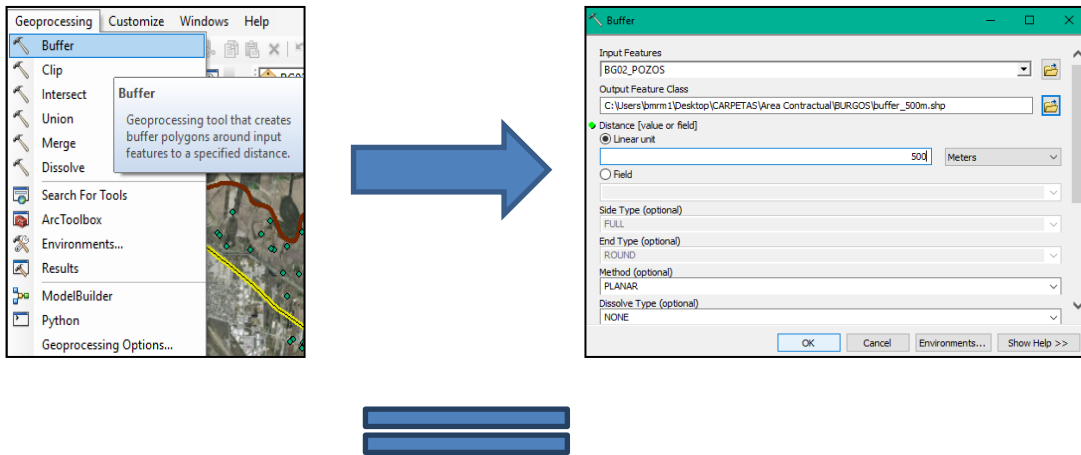 Geoprocessing Customize Windows Help
Buffer
Clip
Intersect
Union
Merge
Dissolve
Search For Tools
ArcToolbox
Environments...
Results
ModelBuilder
Python
Geoprocessing Options...
Buffer
Geoprocessing tool that creates
buffer polygons around input
features to a specified distance.
Buffer
Input Features
BG02_POZOS
Output Feature Class
C:\Users\bmrm1\Desktop\CARPETAS\Area Contractual\BURGOS\buffer_500m.shp
Distance [value or field]
Linear unit
500 Meters
Field
Side Type (optional)
FULL
End Type (optional)
ROUND
Method (optional)
PLANAR
Dissolve Type (optional)
NONE
OK Cancel Environments... Show Help >>